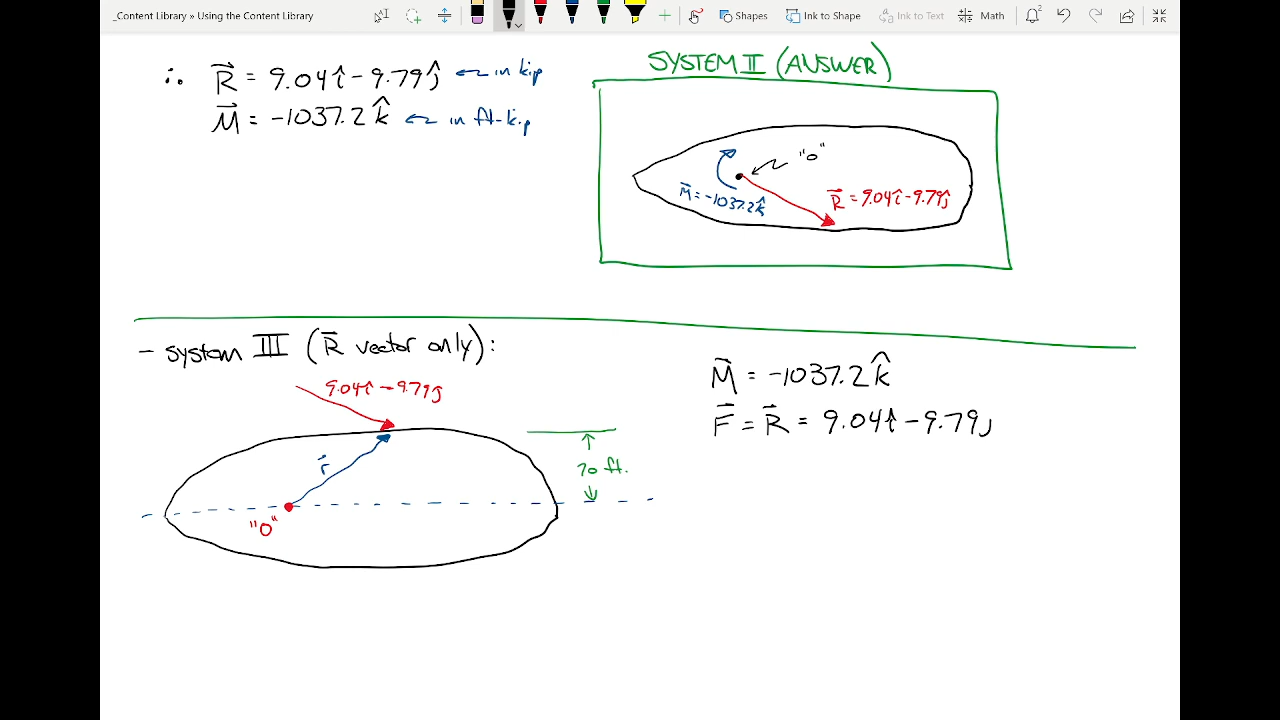 _Content Library » Using the Content Library
Shapes
Ink to Shape
Ink to Text
Math
∴ R⃗ = 9.04î - 9.79ĵ ← in kip
M⃗ = -1037.2 k̂ ← in ft-kip
SYSTEM II (ANSWER)
"O"
M⃗ = -1037.2k̂
R⃗ = 9.04î - 9.79ĵ
- system III (R⃗ vector only):
9.04î - 9.79ĵ
r⃗
70 ft.
"O"
M⃗ = -1037.2 k̂
F⃗ = R⃗ = 9.04î - 9.79j